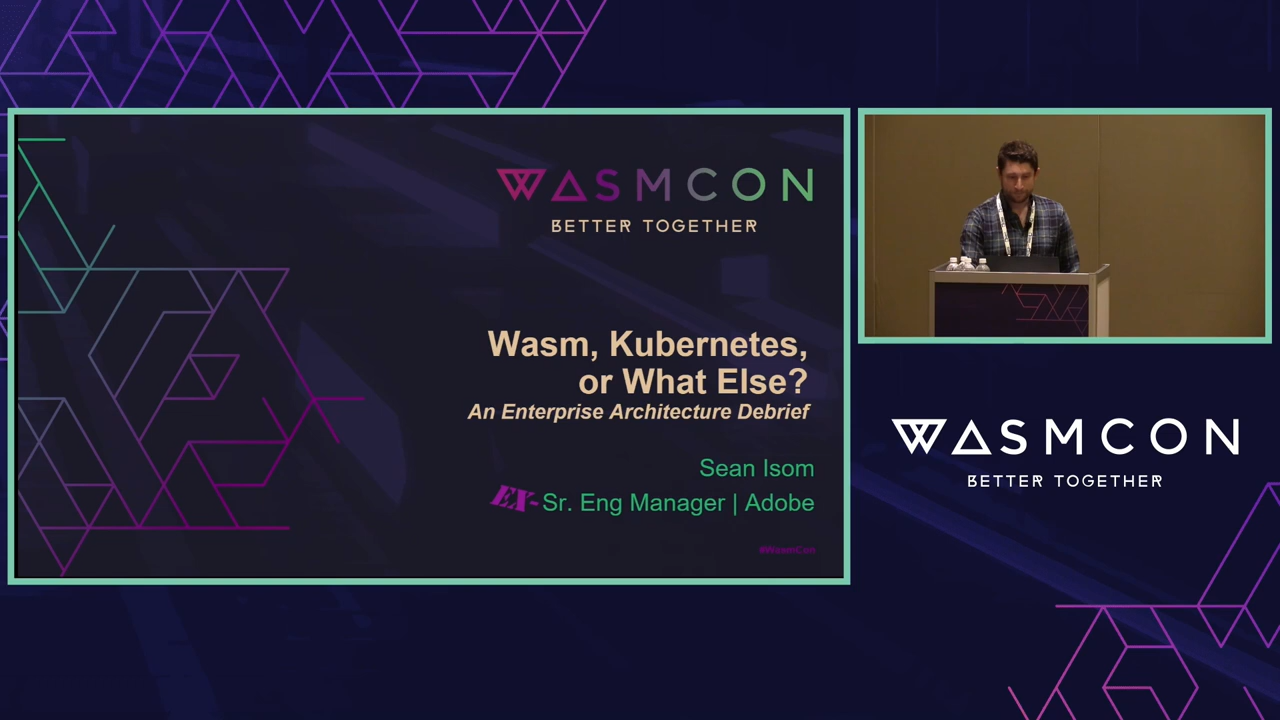 WASMCON
BETTER TOGETHER
Wasm, Kubernetes,
or What Else?
An Enterprise Architecture Debrief
Sean Isom
EX- Sr. Eng Manager | Adobe
#WasmCon
WASMCON
BETTER TOGETHER